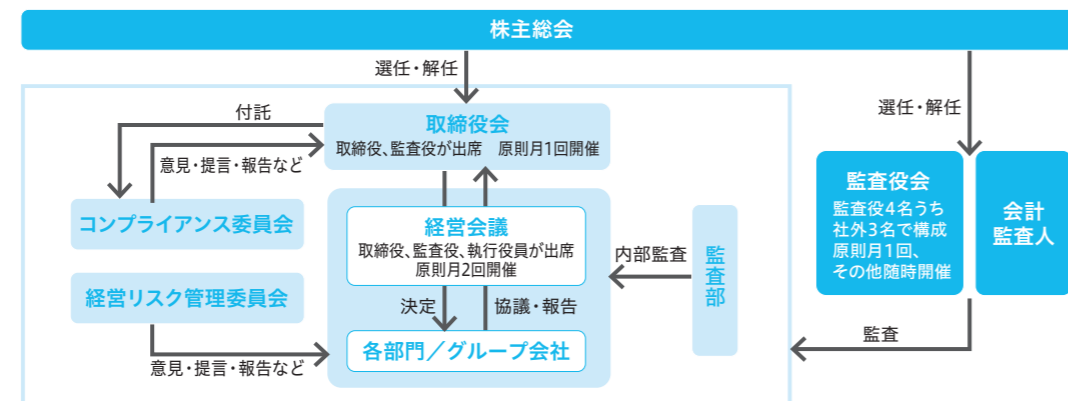 株主総会
選任・解任
選任・解任
付託
取締役会
取締役、監査役が出席　原則月1回開催
意見・提言・報告など
監査役会
監査役4名うち
社外3名で構成
原則月1回、
その他随時開催
会計
監査人
コンプライアンス委員会
経営会議
取締役、監査役、執行役員が出席
原則月2回開催
内部監査
監査部
経営リスク管理委員会
決定
協議・報告
監査
各部門／グループ会社
意見・提言・報告など